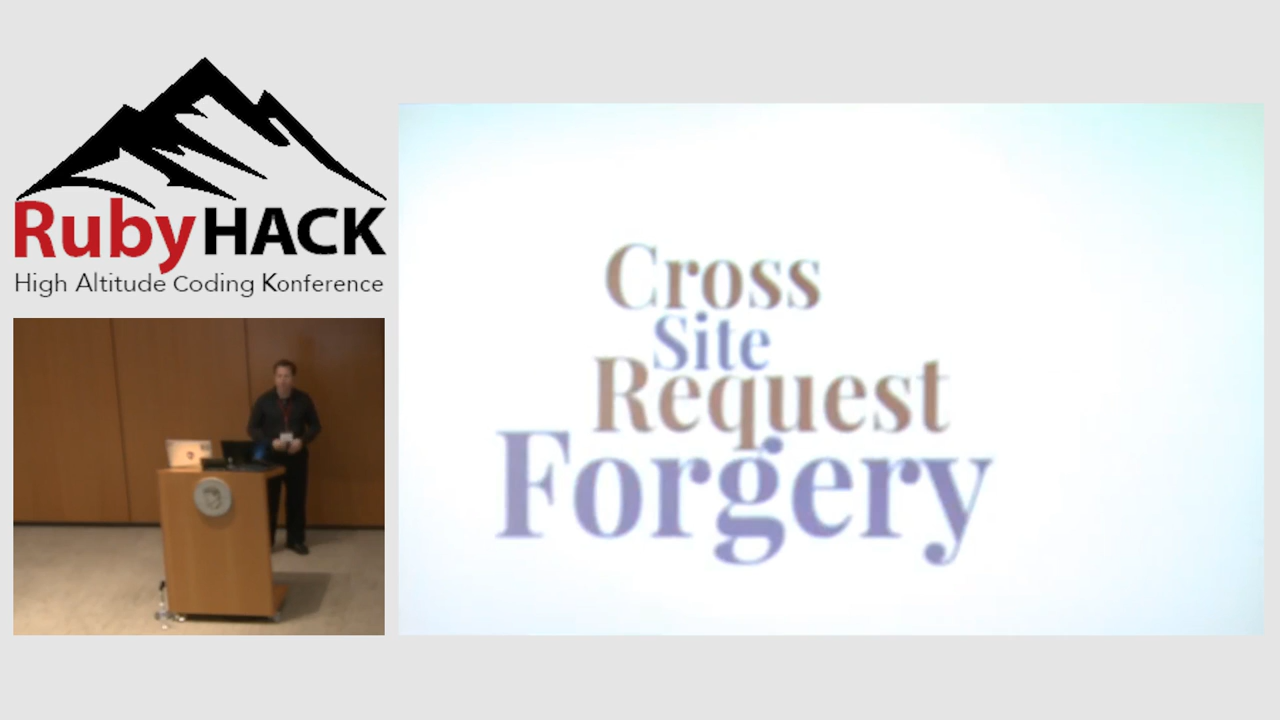 RubyHACK
High Altitude Coding Konference
Cross
Site
Request
Forgery